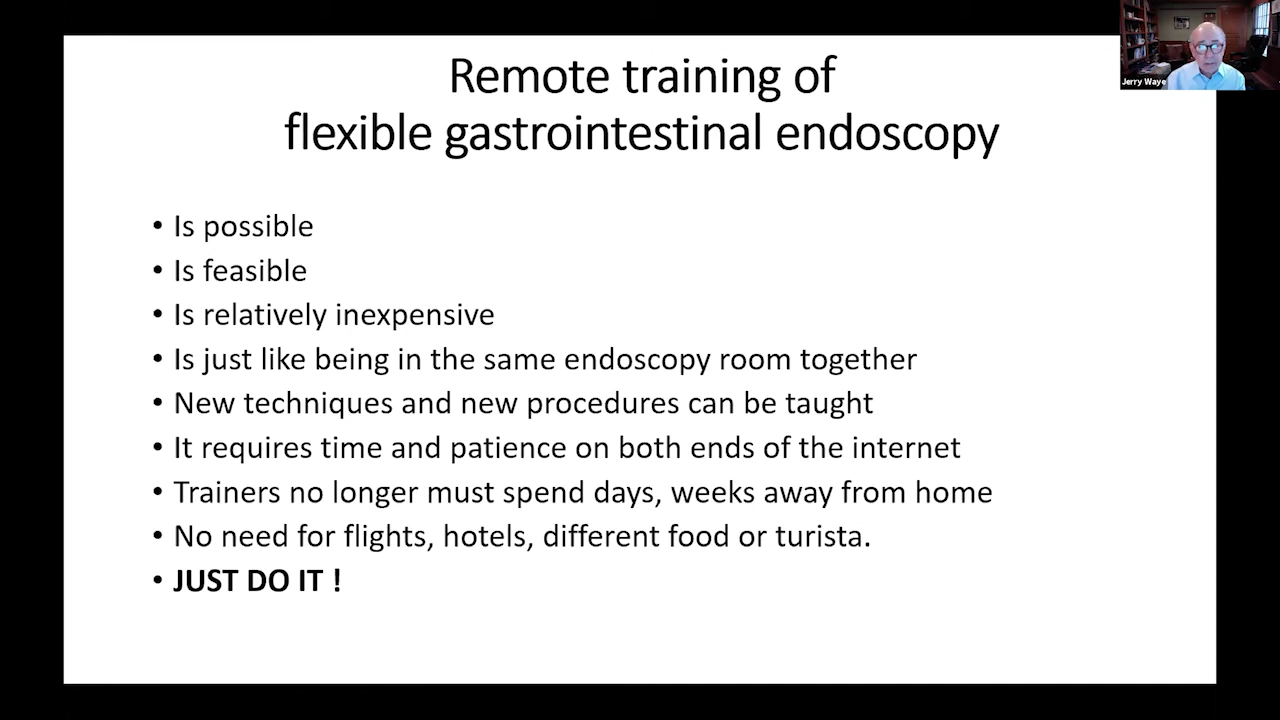 Remote training of
flexible gastrointestinal endoscopy
Jerry Waye
• Is possible
• Is feasible
• Is relatively inexpensive
• Is just like being in the same endoscopy room together
• New techniques and new procedures can be taught
• It requires time and patience on both ends of the internet
• Trainers no longer must spend days, weeks away from home
• No need for flights, hotels, different food or turista.
• JUST DO IT !